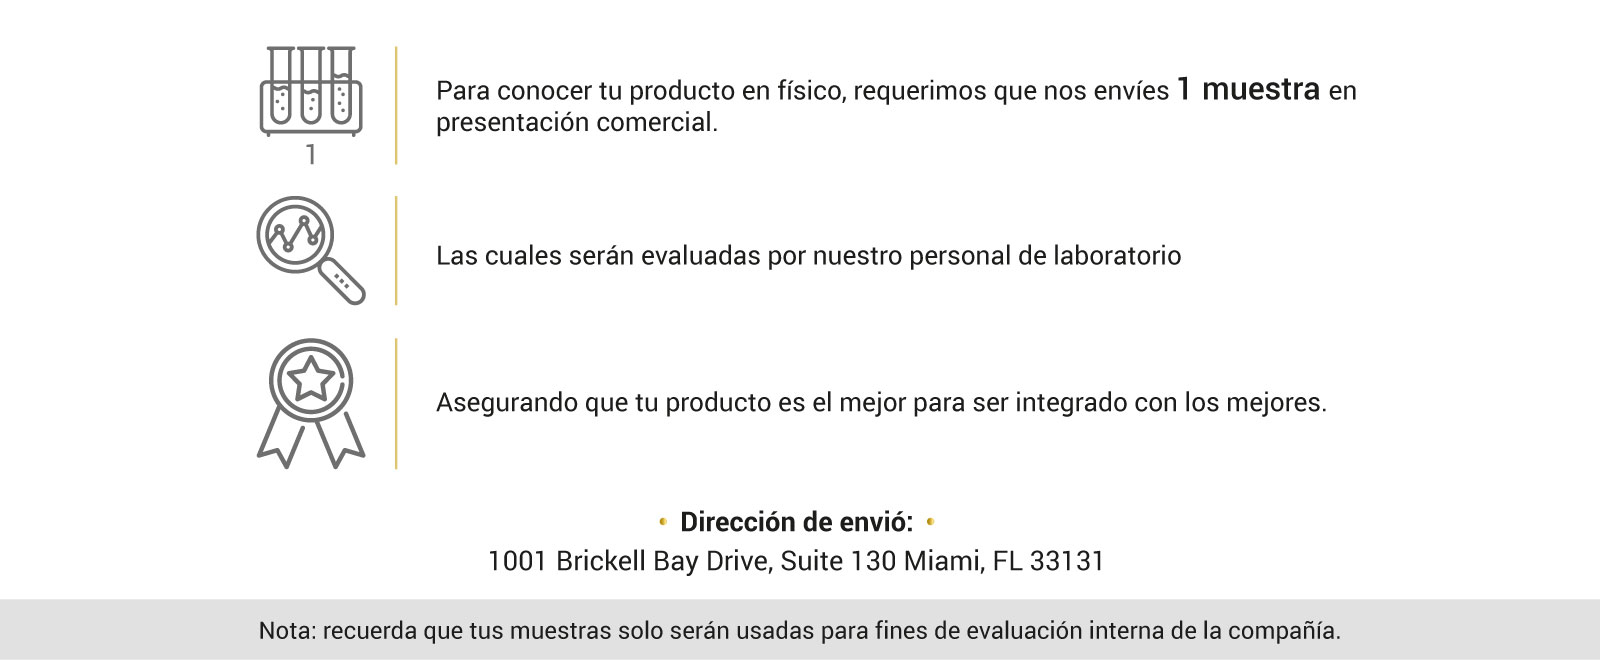 1
Para conocer tu producto en físico, requerimos que nos envíes 1 muestra en
presentación comercial.
Las cuales serán evaluadas por nuestro personal de laboratorio
Asegurando que tu producto es el mejor para ser integrado con los mejores.
• Dirección de envió: •
1001 Brickell Bay Drive, Suite 130 Miami, FL 33131
Nota: recuerda que tus muestras solo serán usadas para fines de evaluación interna de la compañía.